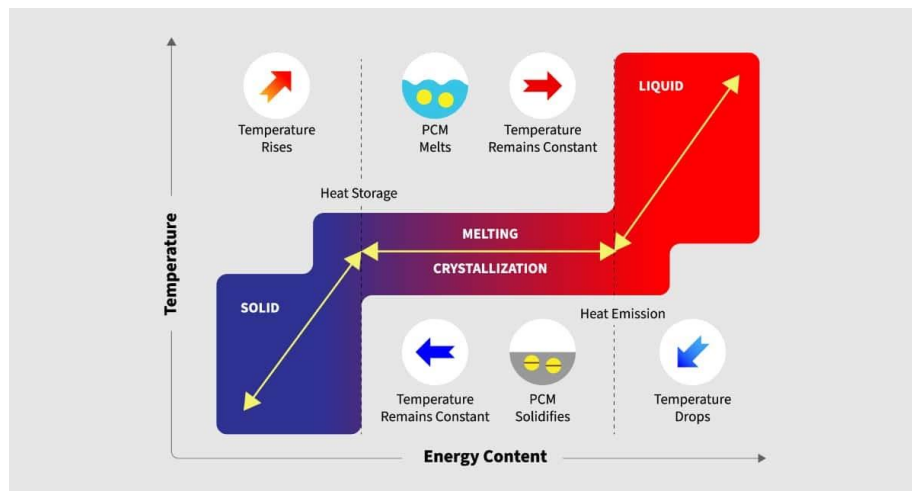 Temperature
Rises
PCM
Melts
Temperature
Remains Constant
LIQUID
Heat Storage
MELTING
CRYSTALLIZATION
SOLID
Heat Emission
Temperature
Remains Constant
PCM
Solidifies
Temperature
Drops
Temperature
Energy Content